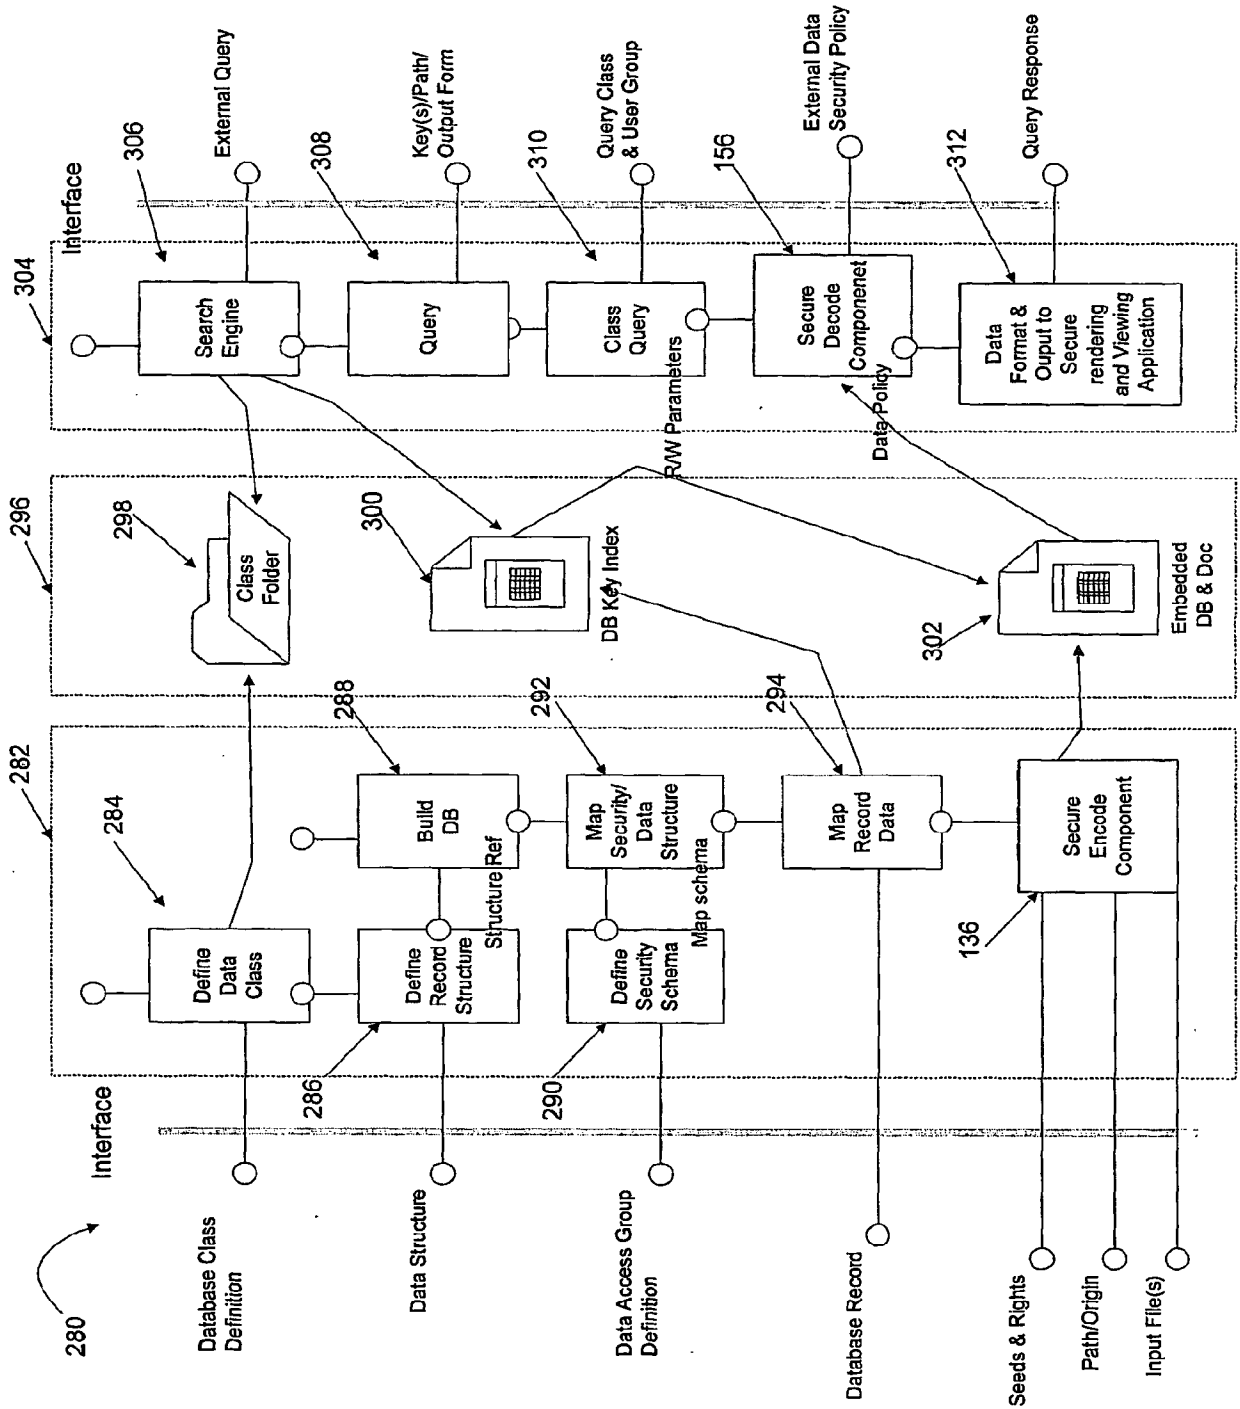 280
Interface
282
296
304
Interface
Database Class
Definition
284
Define
Data
Class
298
Class
Folder
306
Search
Engine
External Query
Data Structure
286
Define
Record
Structure
Structure Ref
288
Build
DB
300
DB Key Index
308
Query
Key(s)/Path/
Output Form
Data Access Group
Definition
290
Define
Security
Schema
Map schema
292
Map
Security/
Data
Structure
R/W Parameters
310
Class
Query
Query Class
& User Group
Database Record
294
Map
Record
Data
Data Policy
156
Secure
Decode
Componenet
External Data
Security Policy
Seeds & Rights
Path/Origin
Input File(s)
136
Secure
Encode
Component
302
Embedded
DB & Doc
312
Data
Format &
Ouput to
Secure
rendering
and Viewing
Application
Query Response